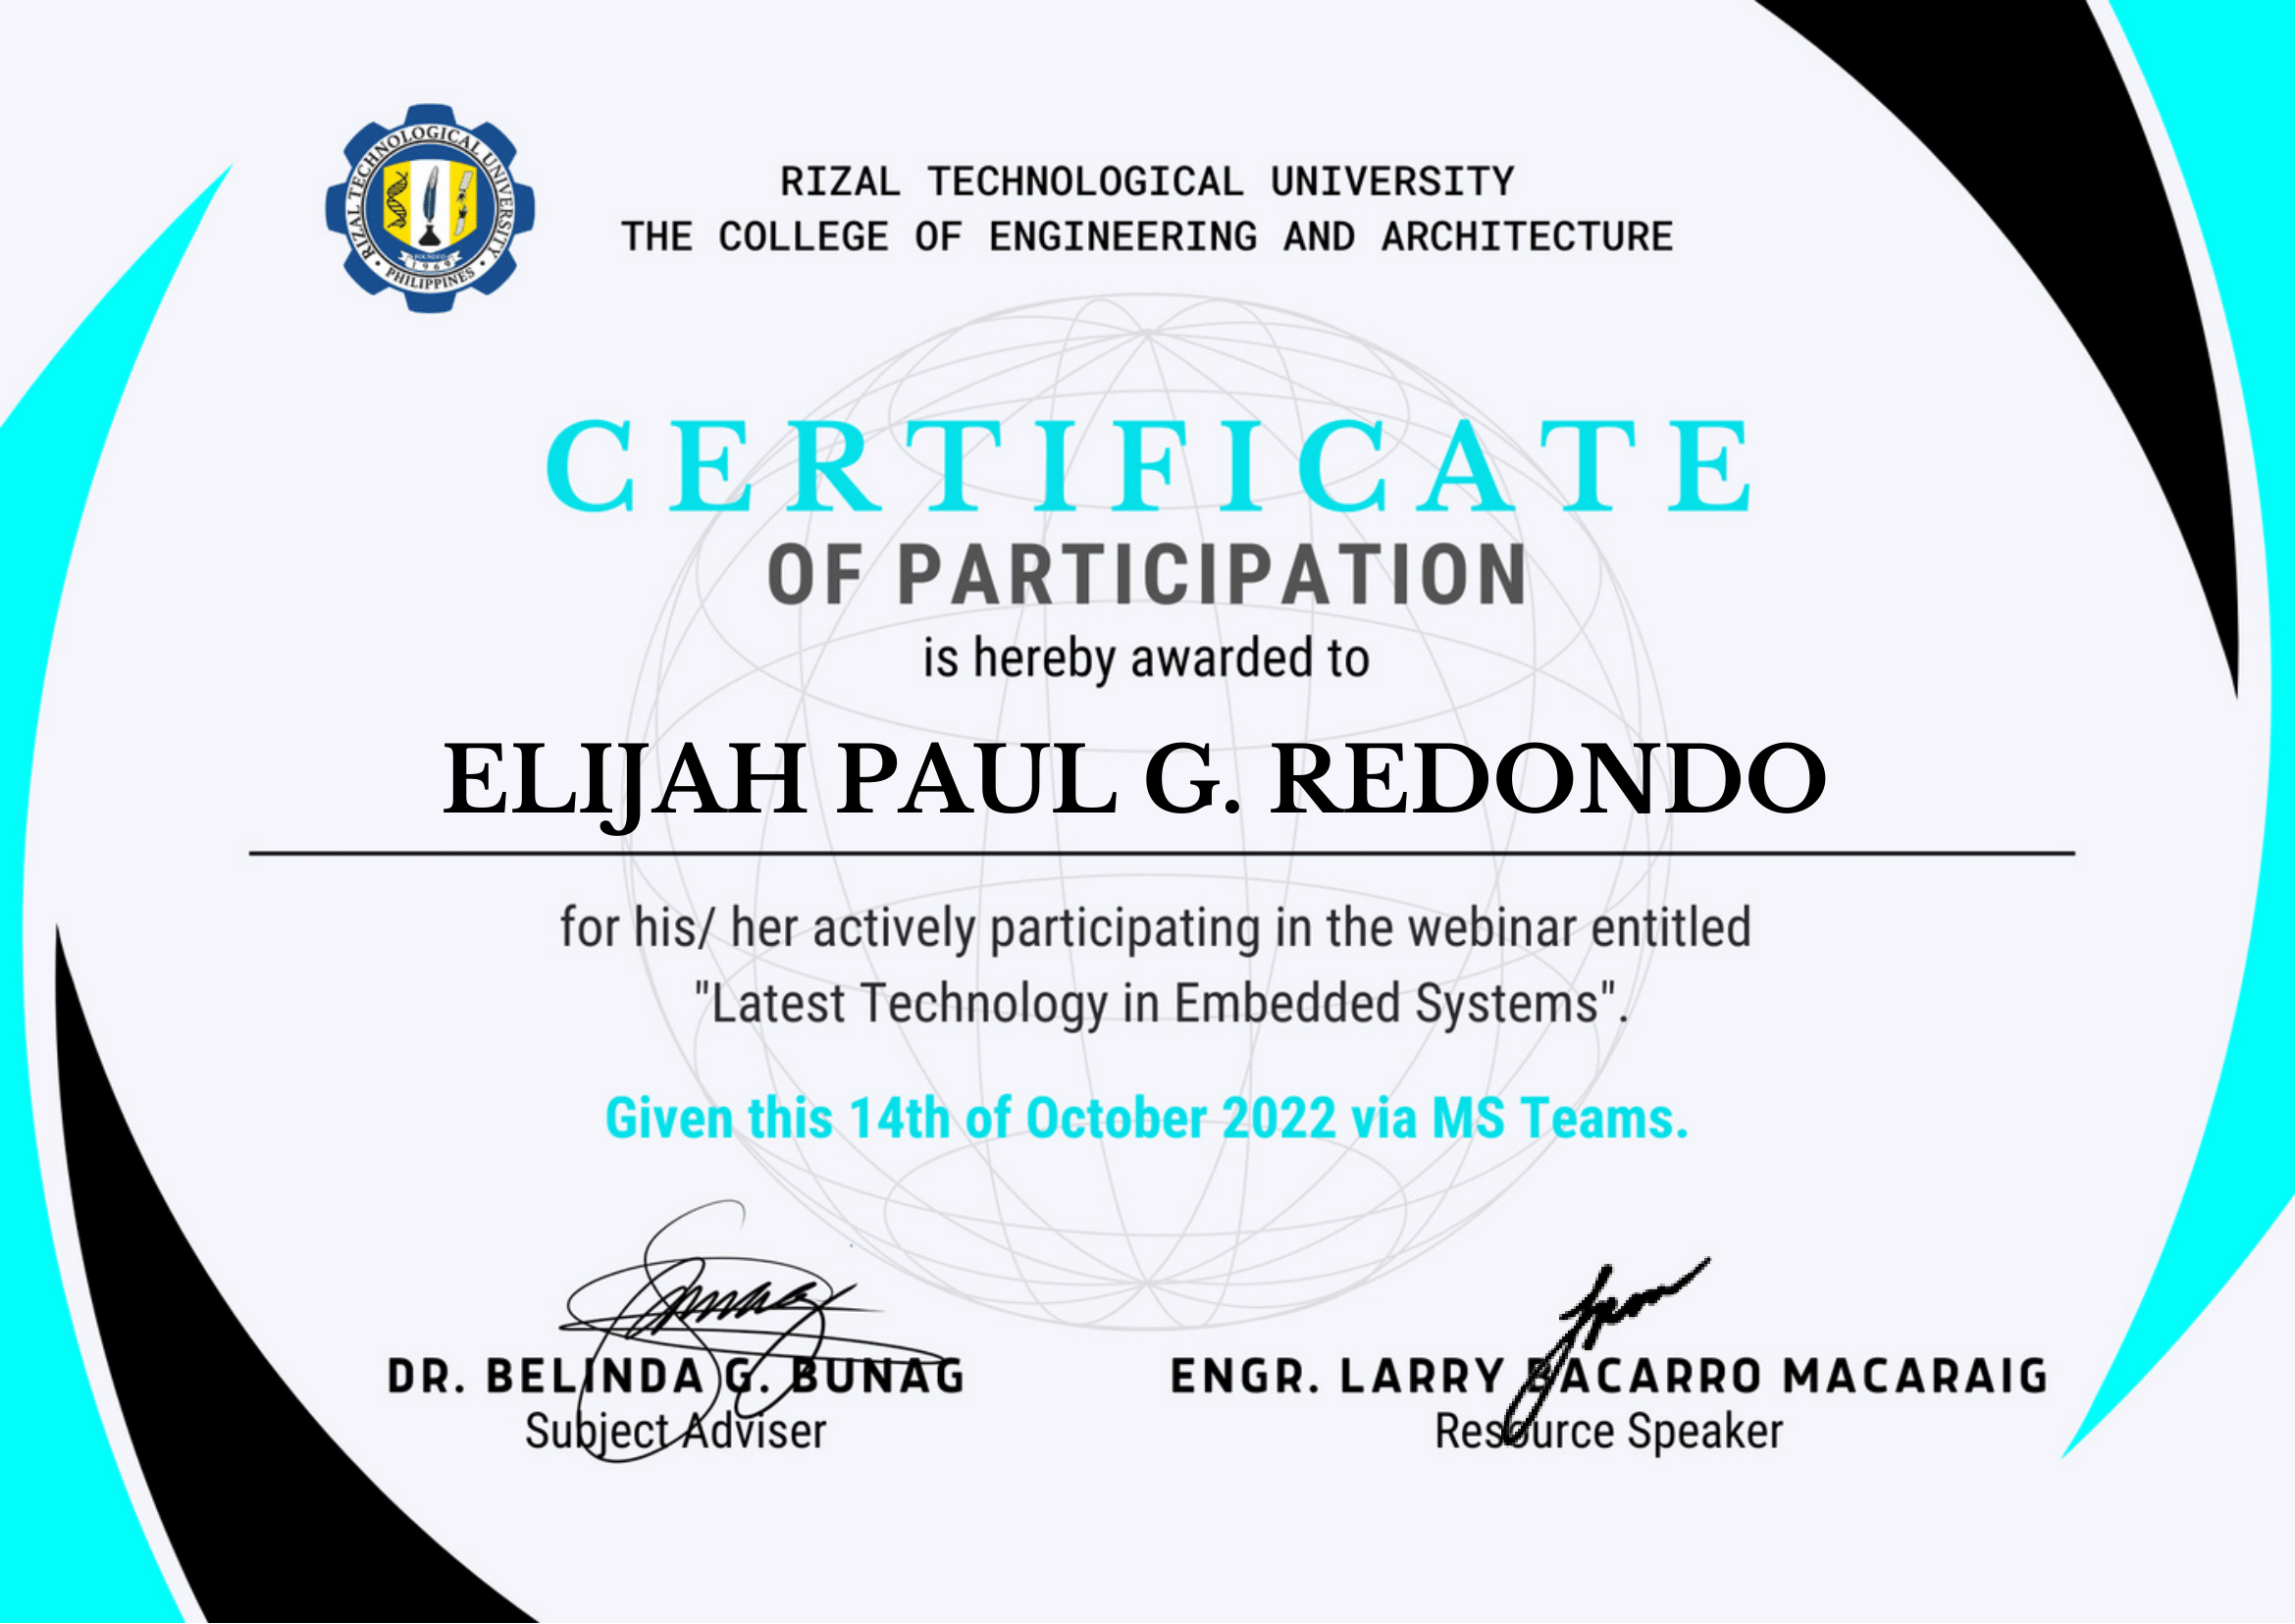 RIZAL TECHNOLOGICAL UNIVERSITY
PHILIPPINES
FOUNDED
1969
RIZAL TECHNOLOGICAL UNIVERSITY
THE COLLEGE OF ENGINEERING AND ARCHITECTURE
CERTIFICATE
OF PARTICIPATION
is hereby awarded to
ELIJAH PAUL G. REDONDO
for his/ her actively participating in the webinar entitled
"Latest Technology in Embedded Systems".
Given this 14th of October 2022 via MS Teams.
DR. BELINDA G. BUNAG
Subject Adviser
ENGR. LARRY BACARRO MACARAIG
Resource Speaker